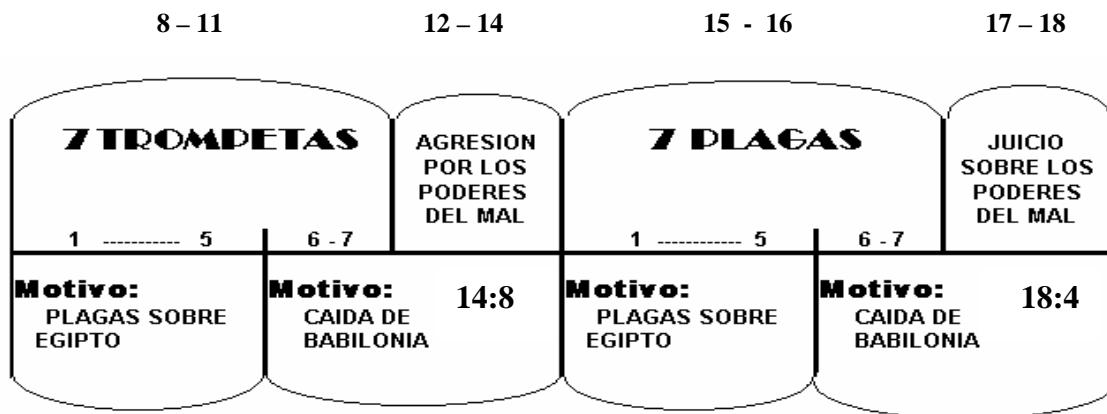 8 – 11
12 – 14
15 - 16
17 – 18
7 TROMPETAS
AGRESION
POR LOS
PODERES
DEL MAL
7 PLAGAS
JUICIO
SOBRE LOS
PODERES
DEL MAL
1 ----------- 5
6 - 7
1 ----------- 5
6 - 7
Motivo:
PLAGAS SOBRE
EGIPTO
Motivo:
CAIDA DE
BABILONIA
14:8
Motivo:
PLAGAS SOBRE
EGIPTO
Motivo:
CAIDA DE
BABILONIA
18:4